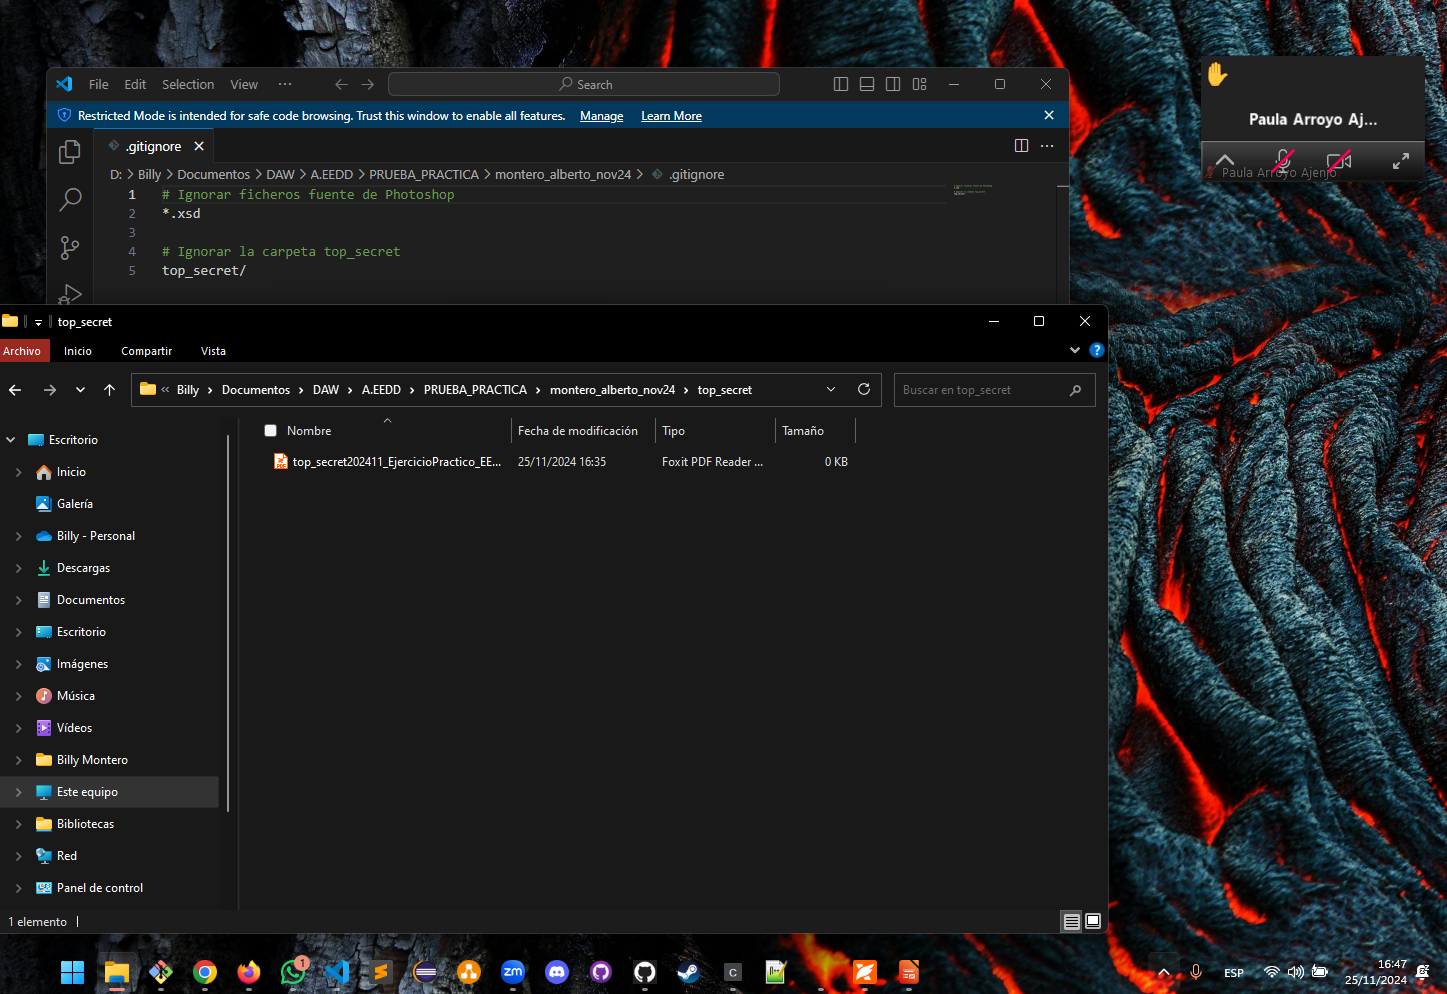 File Edit Selection View ··· Search
Restricted Mode is intended for safe code browsing. Trust this window to enable all features. Manage Learn More
.gitignore
D: > Billy > Documentos > DAW > A.EEDD > PRUEBA_PRACTICA > montero_alberto_nov24 > .gitignore
1 # Ignorar ficheros fuente de Photoshop
2 *.xsd
3
4 # Ignorar la carpeta top_secret
5 top_secret/
Paula Arroyo Aj...
Paula Arroyo Ajenjo
top_secret
Archivo Inicio Compartir Vista
« Billy > Documentos > DAW > A.EEDD > PRUEBA_PRACTICA > montero_alberto_nov24 > top_secret
Buscar en top_secret
Nombre Fecha de modificación Tipo Tamaño
top_secret202411_EjercicioPractico_EE... 25/11/2024 16:35 Foxit PDF Reader ... 0 KB
Escritorio
Inicio
Galería
Billy - Personal
Descargas
Documentos
Escritorio
Imágenes
Música
Vídeos
Billy Montero
Este equipo
Bibliotecas
Red
Panel de control
1 elemento
1
zm
C
ESP
16:47
25/11/2024